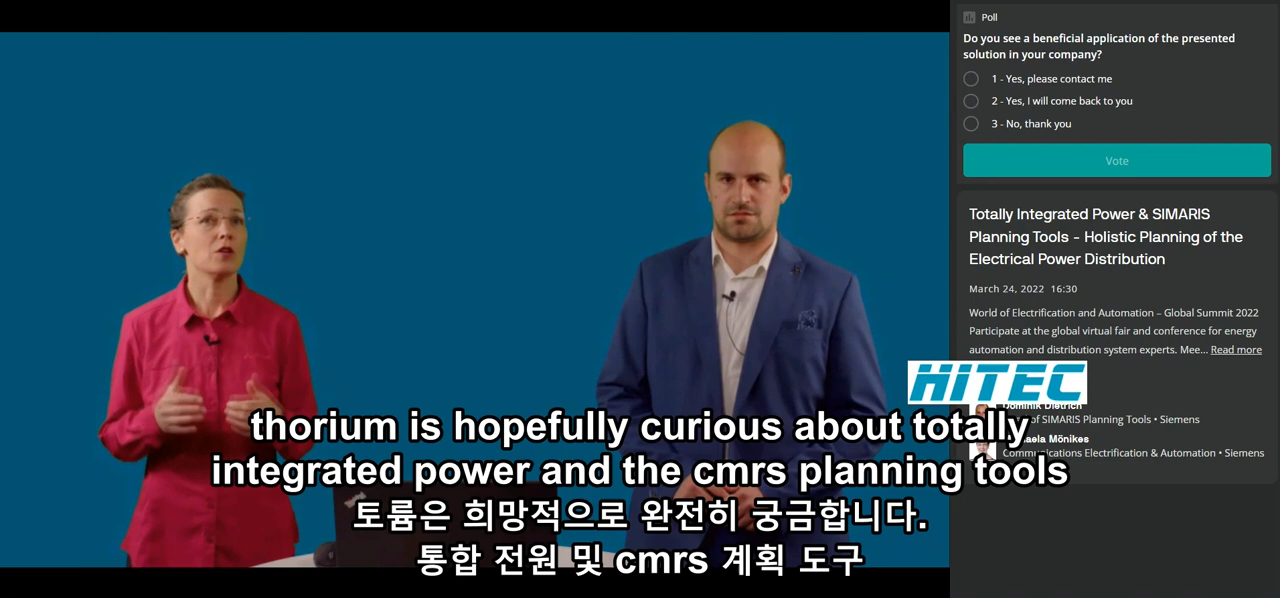 Poll
Do you see a beneficial application of the presented
solution in your company?
1 - Yes, please contact me
2 - Yes, I will come back to you
3 - No, thank you
Vote
Totally Integrated Power & SIMARIS
Planning Tools - Holistic Planning of the
Electrical Power Distribution
March 24, 2022 16:30
World of Electrification and Automation – Global Summit 2022
Participate at the global virtual fair and conference for energy
automation and distribution system experts. Mee... Read more
HITEC
Dominik Dietrich
of SIMARIS Planning Tools • Siemens
Mönikes
Communications Electrification & Automation • Siemens
thorium is hopefully curious about totally
integrated power and the cmrs planning tools
토륨은 희망적으로 완전히 궁금합니다.
통합 전원 및 cmrs 계획 도구